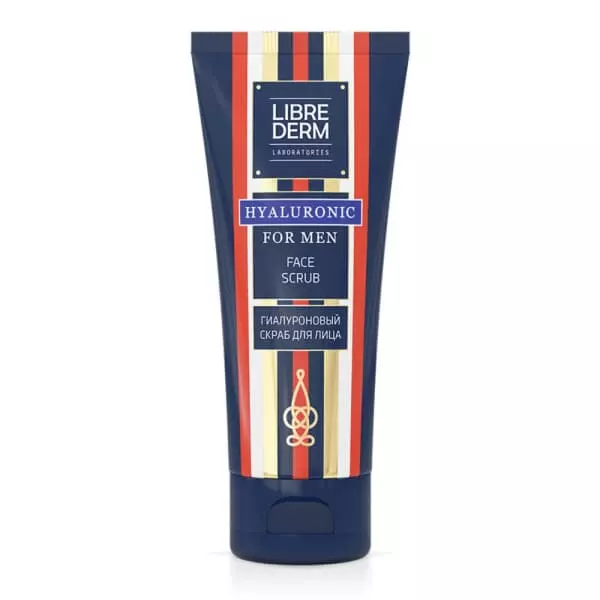 LIBRE
DERM
LABORATORIES
HYALURONIC
FOR MEN
FACE
SCRUB
ГИАЛУРОНОВЫЙ
СКРАБ ДЛЯ ЛИЦА